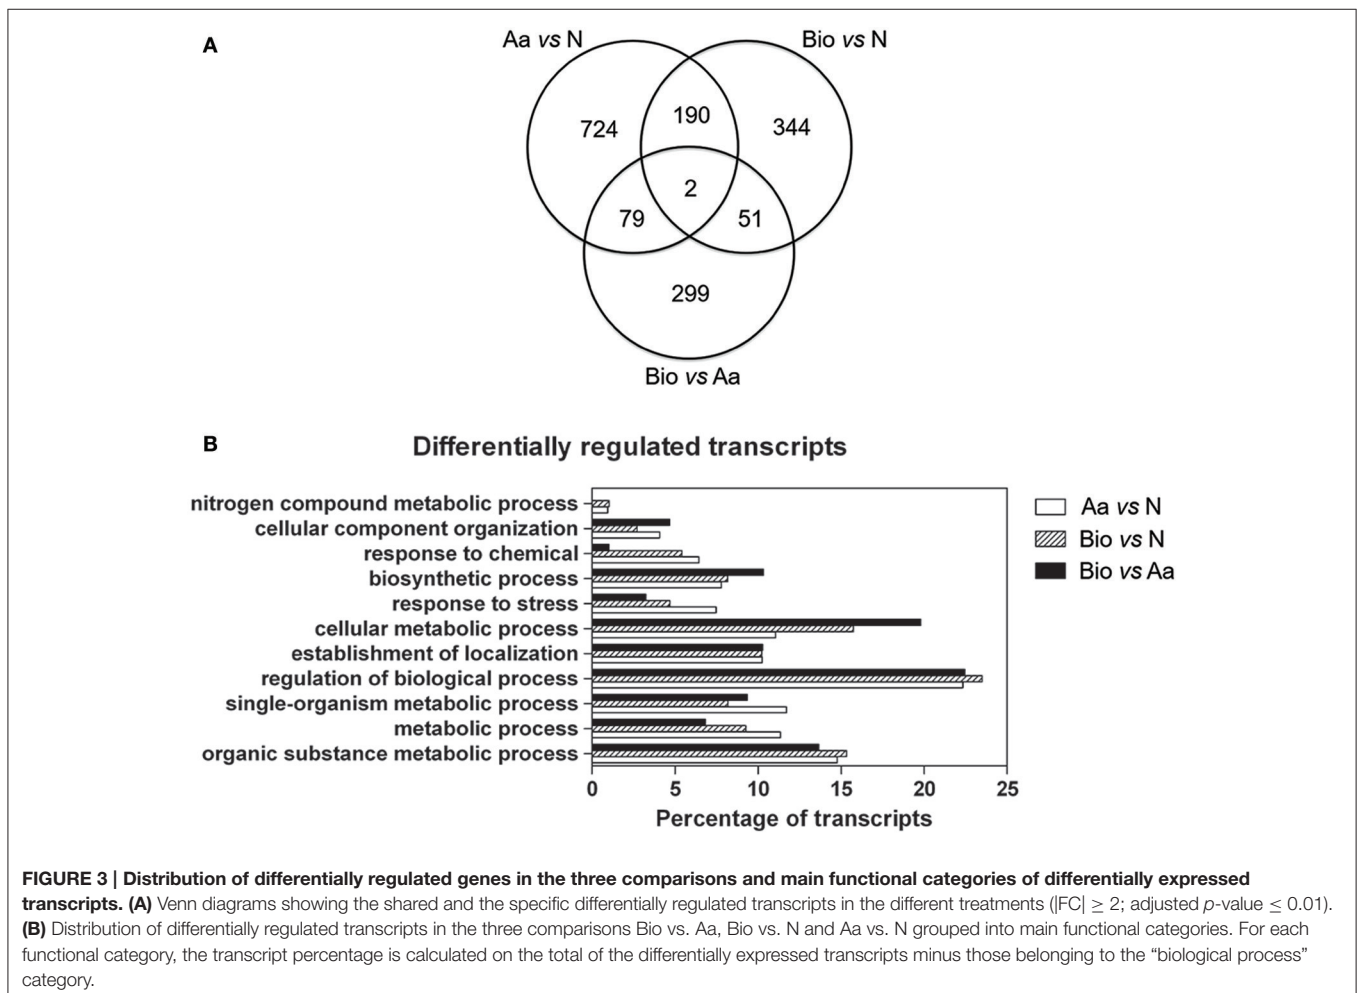 A
Aa vs N
Bio vs N
724
190
344
2
79
51
299
Bio vs Aa
B
Differentially regulated transcripts
nitrogen compound metabolic process
cellular component organization
response to chemical
biosynthetic process
response to stress
cellular metabolic process
establishment of localization
regulation of biological process
single-organism metabolic process
metabolic process
organic substance metabolic process
0 5 10 15 20 25
Percentage of transcripts
Aa vs N
Bio vs N
Bio vs Aa
FIGURE 3 | Distribution of differentially regulated genes in the three comparisons and main functional categories of differentially expressed
transcripts. (A) Venn diagrams showing the shared and the specific differentially regulated transcripts in the different treatments (|FC| ≥ 2; adjusted p-value ≤ 0.01).
(B) Distribution of differentially regulated transcripts in the three comparisons Bio vs. Aa, Bio vs. N and Aa vs. N grouped into main functional categories. For each
functional category, the transcript percentage is calculated on the total of the differentially expressed transcripts minus those belonging to the “biological process”
category.